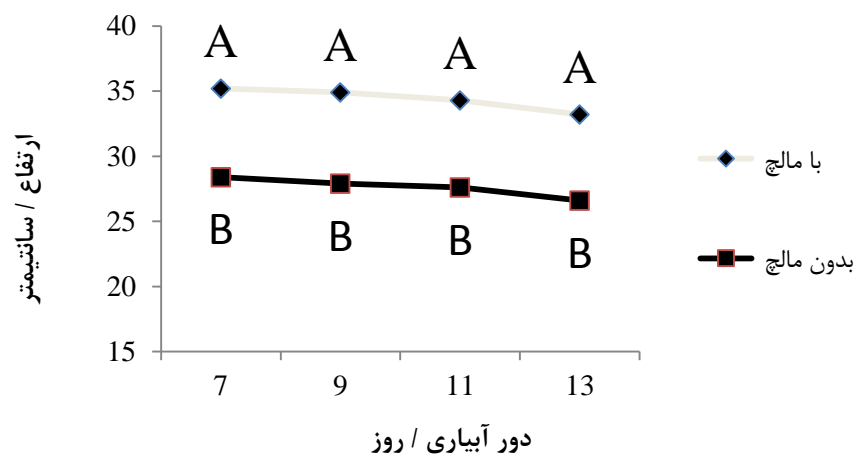 40
35
30
25
20
15
ارتفاع / سانتیمتر
A A A A
B B B B
7 9 11 13
دور آبیاری / روز
با مالچ
بدون مالچ